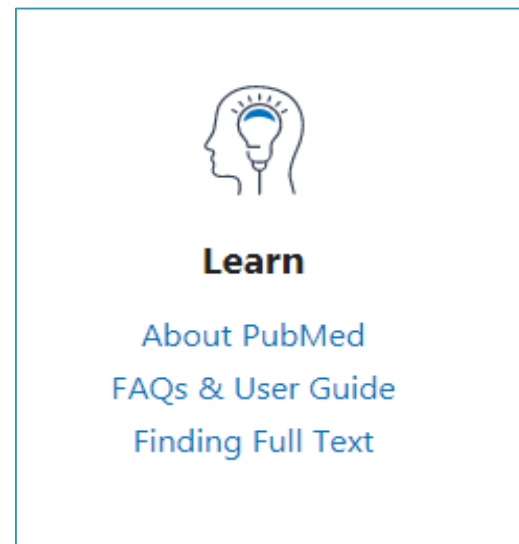 Learn
About PubMed
FAQs & User Guide
Finding Full Text